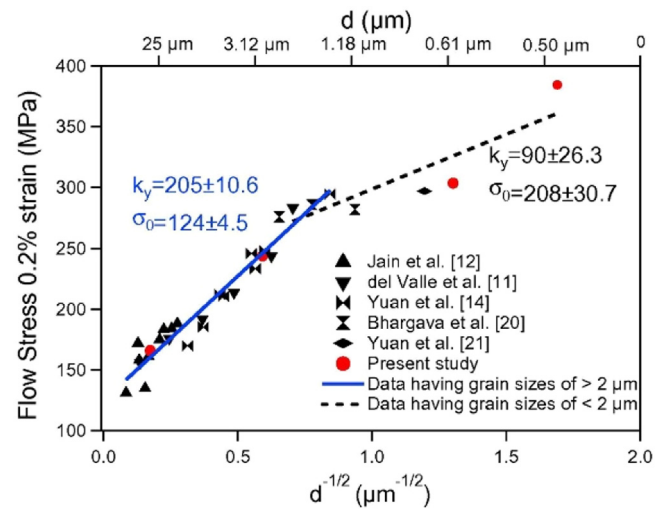 d (μm)
25 μm 3.12 μm 1.18 μm 0.61 μm 0.50 μm 0
400
350
300
250
200
150
100
Flow Stress 0.2% strain (MPa)
k_y=205±10.6
σ_0=124±4.5
k_y=90±26.3
σ_0=208±30.7
Jain et al. [12]
del Valle et al. [11]
Yuan et al. [14]
Bhargava et al. [20]
Yuan et al. [21]
Present study
Data having grain sizes of > 2 μm
Data having grain sizes of < 2 μm
0.0 0.5 1.0 1.5 2.0
d^-1/2 (μm^-1/2)